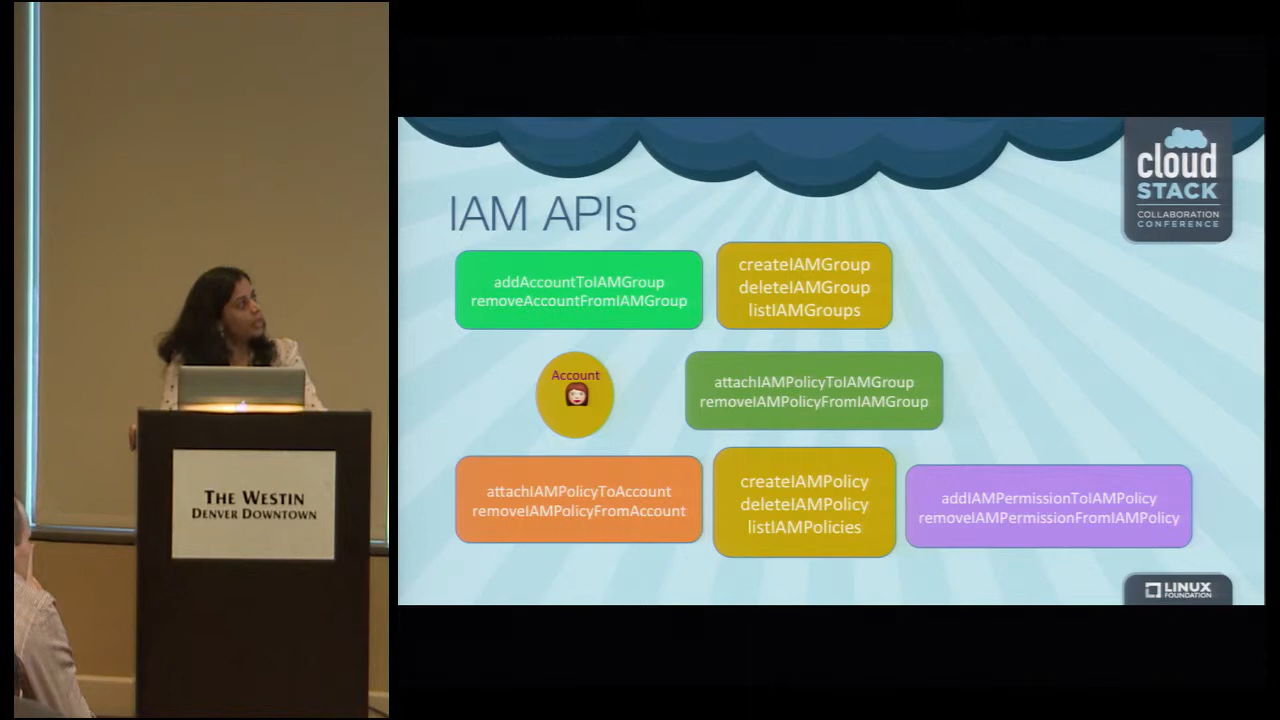 cloud
STACK
COLLABORATION
CONFERENCE
IAM APIs
addAccountToIAMGroup
removeAccountFromIAMGroup
createIAMGroup
deleteIAMGroup
listIAMGroups
Account
attachIAMPolicyToIAMGroup
removeIAMPolicyFromIAMGroup
attachIAMPolicyToAccount
removeIAMPolicyFromAccount
createIAMPolicy
deleteIAMPolicy
listIAMPolicies
addIAMPermissionToIAMPolicy
removeIAMPermissionFromIAMPolicy
THE WESTIN
DENVER DOWNTOWN
LINUX
FOUNDATION